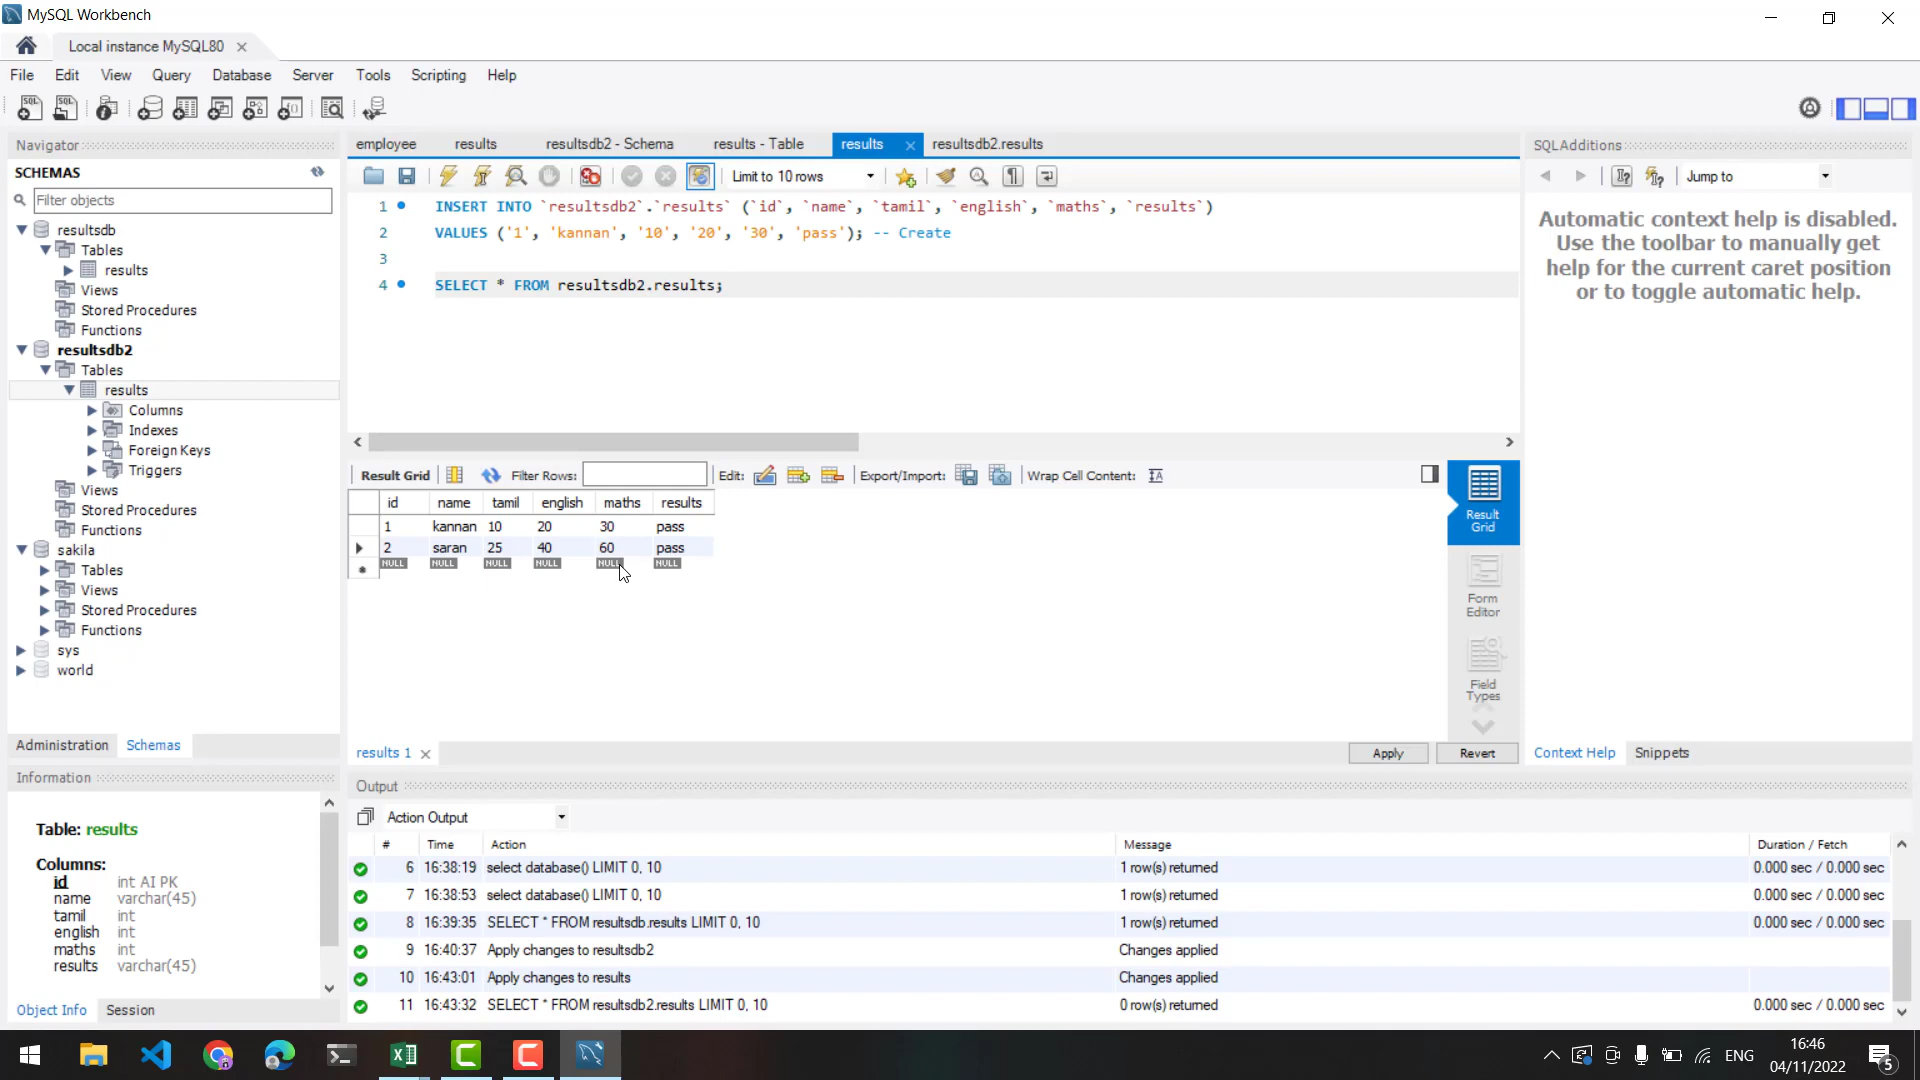 MySQL Workbench
Local instance MySQL80
File Edit View Query Database Server Tools Scripting Help
Navigator
SCHEMAS
Filter objects
resultsdb
Tables
results
Views
Stored Procedures
Functions
resultsdb2
Tables
results
Columns
Indexes
Foreign Keys
Triggers
Views
Stored Procedures
Functions
sakila
Tables
Views
Stored Procedures
Functions
sys
world
Administration Schemas
Information
Table: results
Columns:
id int AI PK
name varchar(45)
tamil int
english int
maths int
results varchar(45)
Object Info Session
employee results resultsdb2 - Schema results - Table results resultsdb2.results
Limit to 10 rows
1 INSERT INTO `resultsdb2`.`results` (`id`, `name`, `tamil`, `english`, `maths`, `results`)
2 VALUES ('1', 'kannan', '10', '20', '30', 'pass'); -- Create
3
4 SELECT * FROM resultsdb2.results;
Result Grid Filter Rows: Edit: Export/Import: Wrap Cell Content:
id name tamil english maths results
1 kannan 10 20 30 pass
2 saran 25 40 60 pass
NULL NULL NULL NULL NULL NULL
Result
Grid
Form
Editor
Field
Types
results 1 Apply Revert
SQLAdditions
Jump to
Automatic context help is disabled.
Use the toolbar to manually get
help for the current caret position
or to toggle automatic help.
Context Help Snippets
Output
Action Output
# Time Action Message Duration / Fetch
6 16:38:19 select database() LIMIT 0, 10 1 row(s) returned 0.000 sec / 0.000 sec
7 16:38:53 select database() LIMIT 0, 10 1 row(s) returned 0.000 sec / 0.000 sec
8 16:39:35 SELECT * FROM resultsdb.results LIMIT 0, 10 1 row(s) returned 0.000 sec / 0.000 sec
9 16:40:37 Apply changes to resultsdb2 Changes applied
10 16:43:01 Apply changes to results Changes applied
11 16:43:32 SELECT * FROM resultsdb2.results LIMIT 0, 10 0 row(s) returned 0.000 sec / 0.000 sec
ENG
16:46
04/11/2022
5